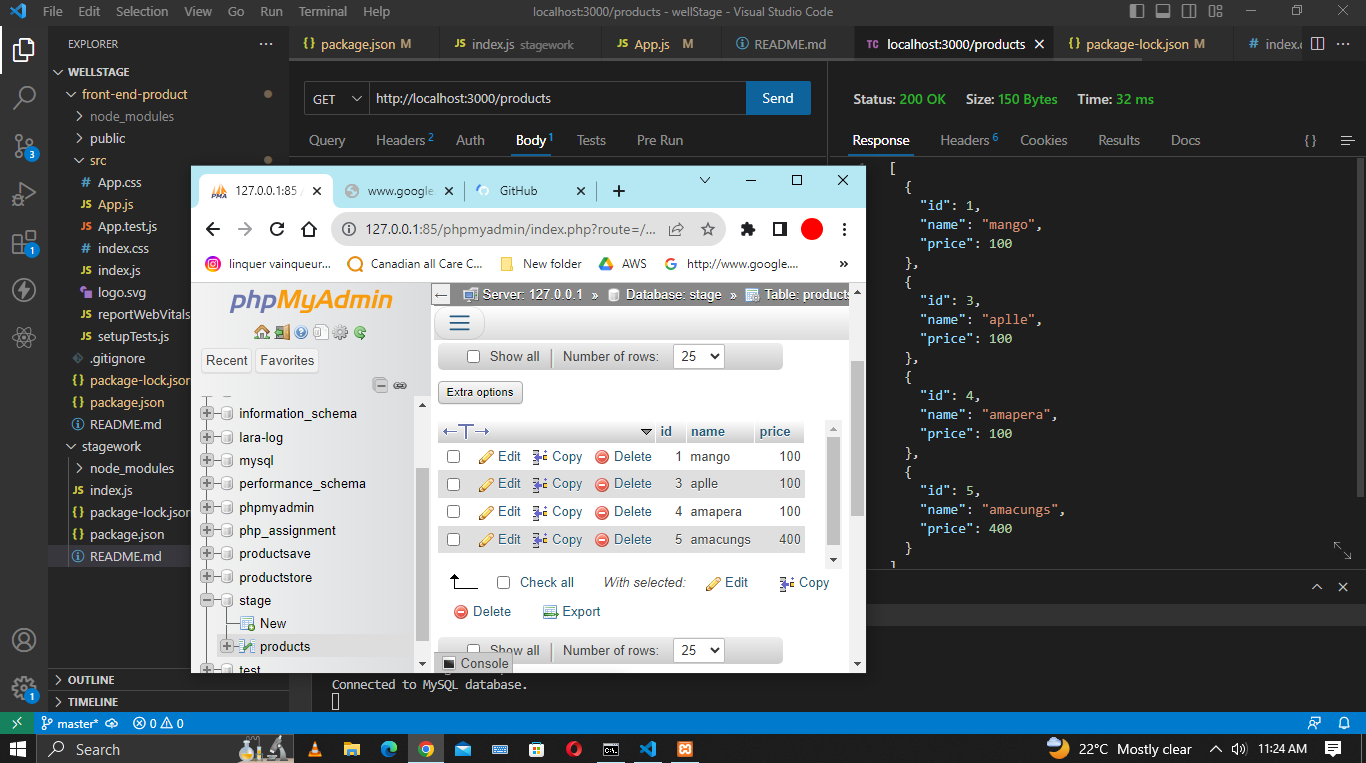 File Edit Selection View Go Run Terminal Help localhost:3000/products - wellStage - Visual Studio Code
EXPLORER
package.json M index.js stagework App.js M README.md localhost:3000/products package-lock.json M
WELLSTAGE
front-end-product
node_modules
public
src
App.css
App.js
App.test.js
index.css
index.js
logo.svg
reportWebVitals
setupTests.js
.gitignore
package-lock.json
package.json
README.md
stagework
node_modules
index.js
package-lock.json
package.json
README.md
OUTLINE
TIMELINE
GET http://localhost:3000/products Send
Query Headers 2 Auth Body 1 Tests Pre Run
Status: 200 OK Size: 150 Bytes Time: 32 ms
Response Headers 6 Cookies Results Docs { }
[
{
"id": 1,
"name": "mango",
"price": 100
},
{
"id": 3,
"name": "aplle",
"price": 100
},
{
"id": 4,
"name": "amapera",
"price": 100
},
{
"id": 5,
"name": "amacungs",
"price": 400
}
]
127.0.0.1:85 / www.google. GitHub
127.0.0.1:85/phpmyadmin/index.php?route=/...
linquer vainqueur... Canadian all Care C... New folder AWS http://www.google....
phpMyAdmin
Recent Favorites
information_schema
lara-log
mysql
performance_schema
phpmyadmin
php_assignment
productsave
productstore
stage
New
products
test
Server: 127.0.0.1 » Database: stage » Table: products
Show all Number of rows: 25
Extra options
←T→ id name price
Edit Copy Delete 1 mango 100
Edit Copy Delete 3 aplle 100
Edit Copy Delete 4 amapera 100
Edit Copy Delete 5 amacungs 400
Check all With selected: Edit Copy
Delete Export
Show all Number of rows: 25
Console
Connected to MySQL database.
master* 0 0
Search 22°C Mostly clear 11:24 AM